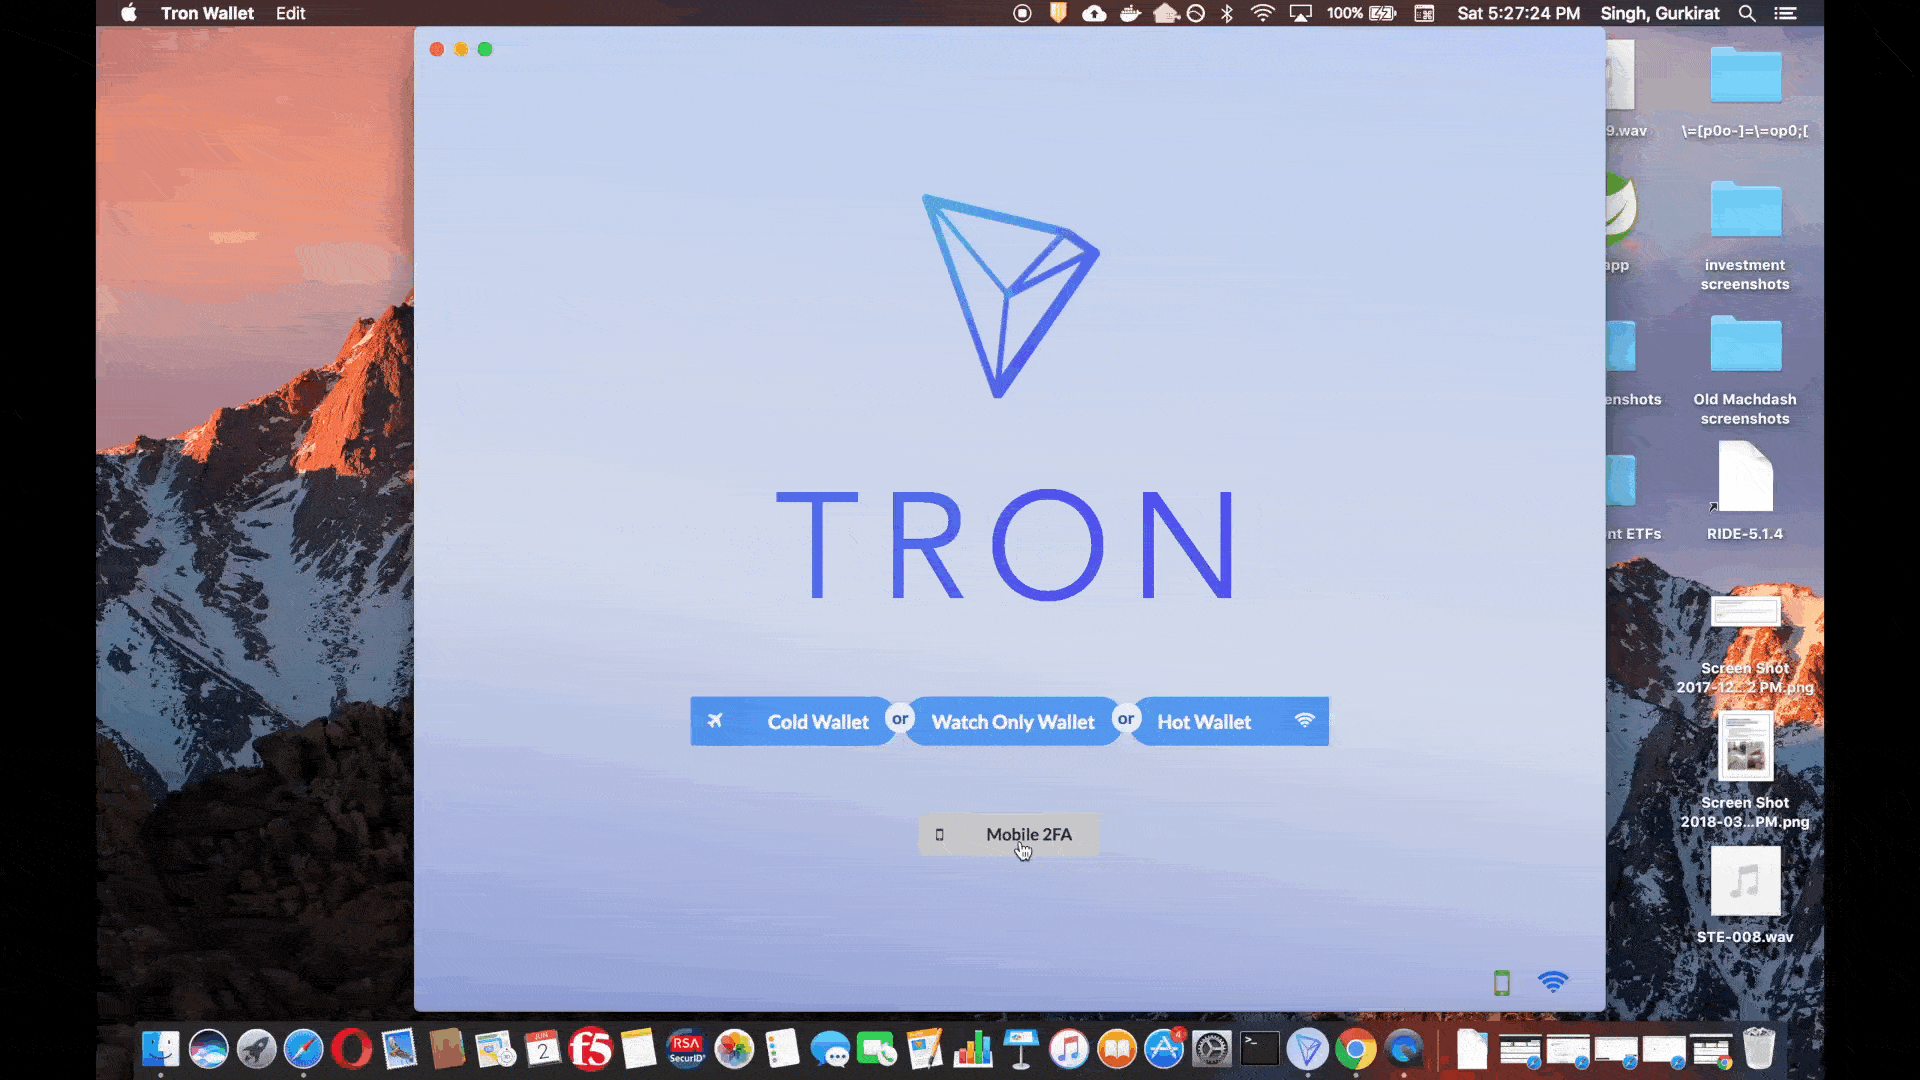 Tron Wallet Edit 100% Sat 5:27:24 PM Singh, Gurkirat
9.wav
\=[p0o-]=\=op0;[
app
investment
screenshots
enshots
Old Machdash
screenshots
nt ETFs
RIDE-5.1.4
TRON
Screen Shot
2017-12...2 PM.png
Cold Wallet or Watch Only Wallet or Hot Wallet
Screen Shot
2018-03...PM.png
Mobile 2FA
STE-008.wav
JUN
2
f5
RSA
SecurID
4